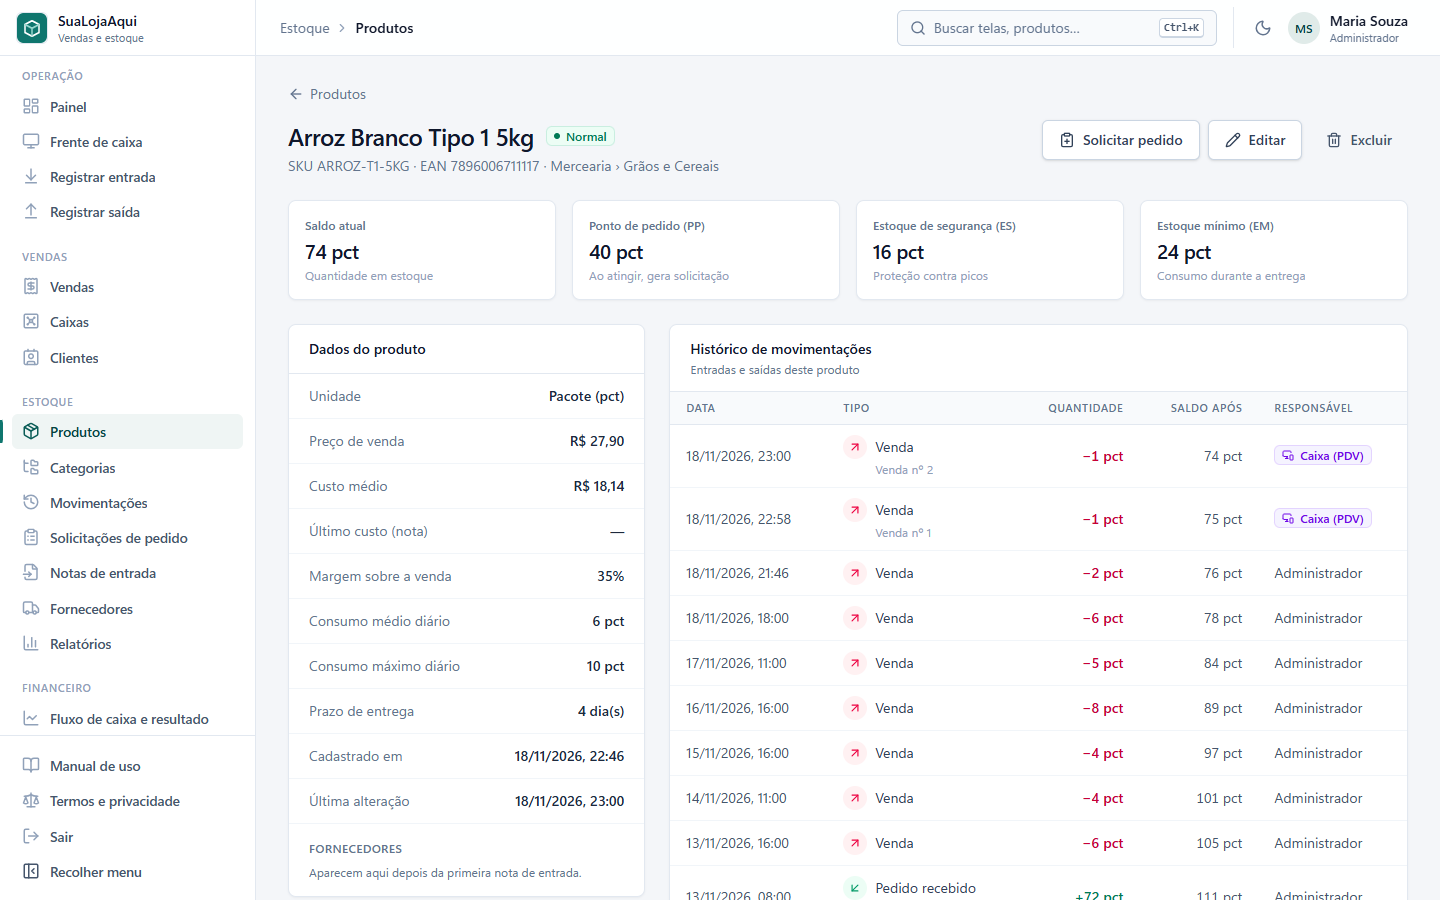 SuaLojaAqui
Vendas e estoque
Estoque > Produtos
Buscar telas, produtos...
Ctrl+K
MS
Maria Souza
Administrador
OPERAÇÃO
Painel
Frente de caixa
Registrar entrada
Registrar saída
VENDAS
Vendas
Caixas
Clientes
ESTOQUE
Produtos
Categorias
Movimentações
Solicitações de pedido
Notas de entrada
Fornecedores
Relatórios
FINANCEIRO
Fluxo de caixa e resultado
Manual de uso
Termos e privacidade
Sair
Recolher menu
← Produtos
Arroz Branco Tipo 1 5kg
Normal
SKU ARROZ-T1-5KG · EAN 7896006711117 · Mercearia › Grãos e Cereais
Solicitar pedido
Editar
Excluir
Saldo atual
74 pct
Quantidade em estoque
Ponto de pedido (PP)
40 pct
Ao atingir, gera solicitação
Estoque de segurança (ES)
16 pct
Proteção contra picos
Estoque mínimo (EM)
24 pct
Consumo durante a entrega
Dados do produto
Unidade Pacote (pct)
Preço de venda R$ 27,90
Custo médio R$ 18,14
Último custo (nota) —
Margem sobre a venda 35%
Consumo médio diário 6 pct
Consumo máximo diário 10 pct
Prazo de entrega 4 dia(s)
Cadastrado em 18/11/2026, 22:46
Última alteração 18/11/2026, 23:00
FORNECEDORES
Aparecem aqui depois da primeira nota de entrada.
Histórico de movimentações
Entradas e saídas deste produto
DATA TIPO QUANTIDADE SALDO APÓS RESPONSÁVEL
18/11/2026, 23:00 Venda −1 pct 74 pct Caixa (PDV)
Venda nº 2
18/11/2026, 22:58 Venda −1 pct 75 pct Caixa (PDV)
Venda nº 1
18/11/2026, 21:46 Venda −2 pct 76 pct Administrador
18/11/2026, 18:00 Venda −6 pct 78 pct Administrador
17/11/2026, 11:00 Venda −5 pct 84 pct Administrador
16/11/2026, 16:00 Venda −8 pct 89 pct Administrador
15/11/2026, 16:00 Venda −4 pct 97 pct Administrador
14/11/2026, 11:00 Venda −4 pct 101 pct Administrador
13/11/2026, 16:00 Venda −6 pct 105 pct Administrador
13/11/2026, 08:00 Pedido recebido +72 pct 111 pct Administrador